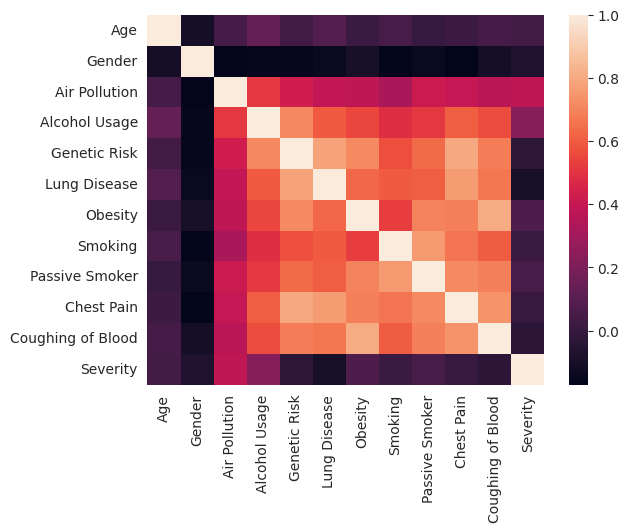 Age
Gender
Air Pollution
Alcohol Usage
Genetic Risk
Lung Disease
Obesity
Smoking
Passive Smoker
Chest Pain
Coughing of Blood
Severity
Age
Gender
Air Pollution
Alcohol Usage
Genetic Risk
Lung Disease
Obesity
Smoking
Passive Smoker
Chest Pain
Coughing of Blood
Severity
1.0
0.8
0.6
0.4
0.2
0.0